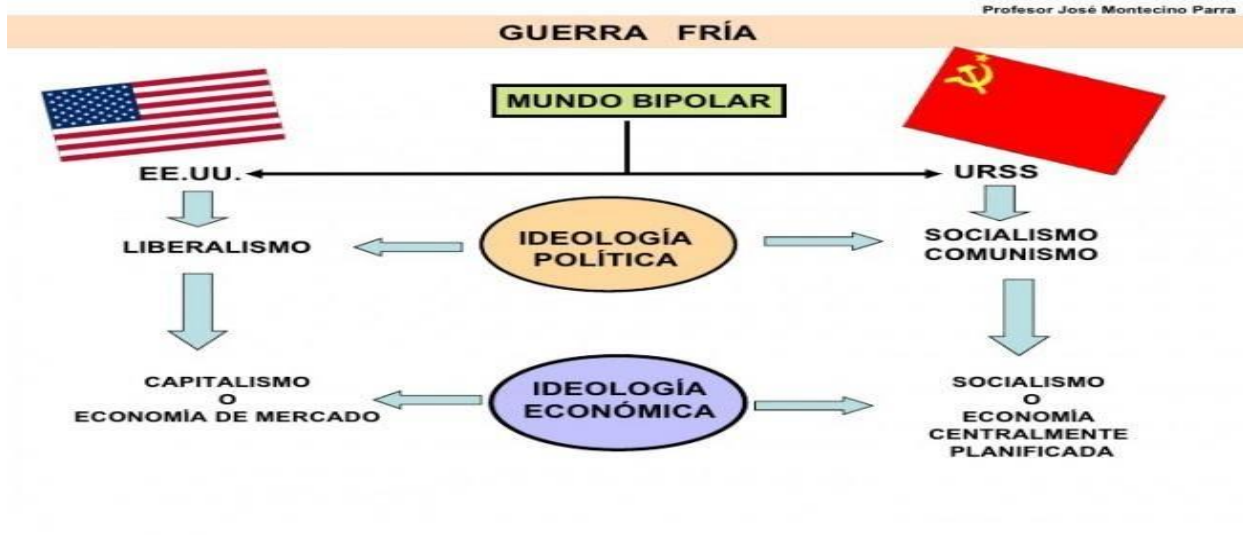 Profesor José Montecino Parra
GUERRA FRÍA
MUNDO BIPOLAR
EE.UU.
URSS
LIBERALISMO
IDEOLOGÍA
POLÍTICA
SOCIALISMO
COMUNISMO
CAPITALISMO
O
ECONOMÍA DE MERCADO
IDEOLOGÍA
ECONÓMICA
SOCIALISMO
O
ECONOMÍA
CENTRALMENTE
PLANIFICADA